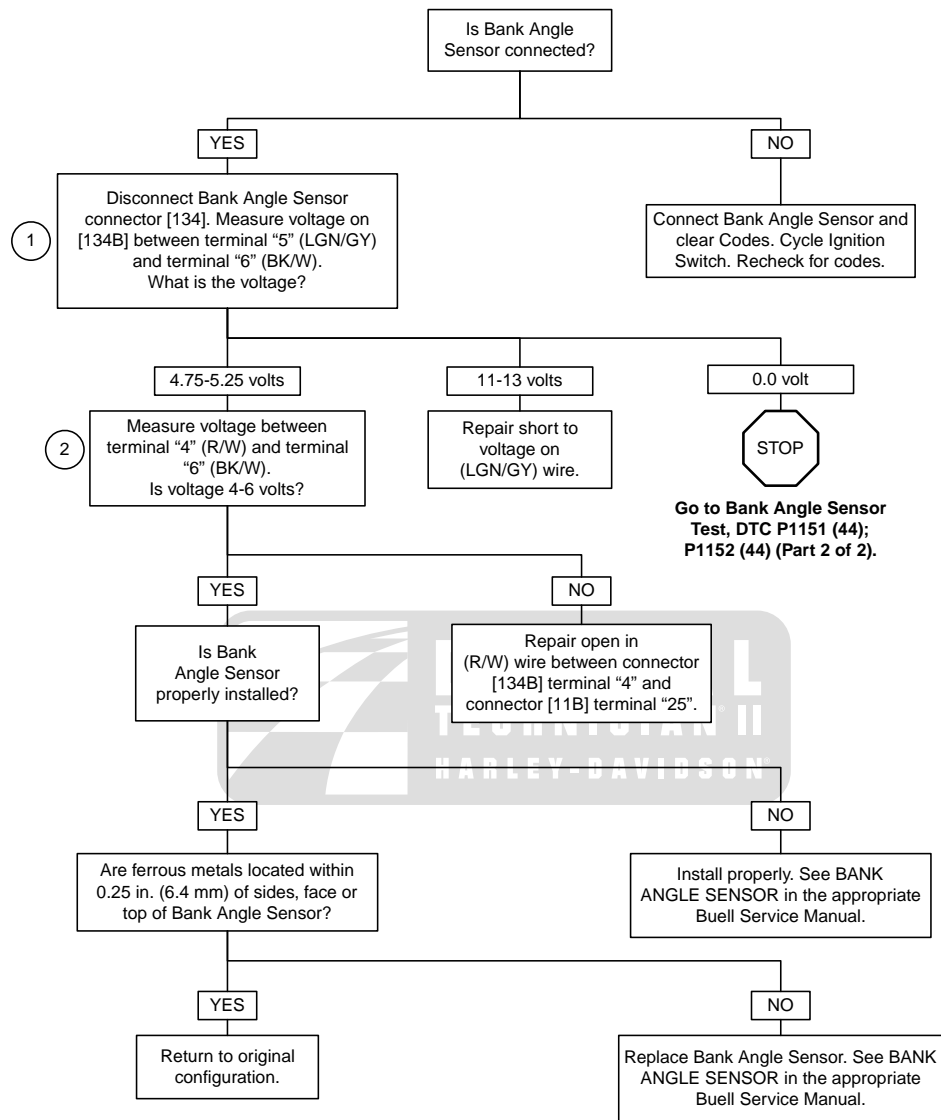 Is Bank Angle
Sensor connected?
YES
NO
1
Disconnect Bank Angle Sensor
connector [134]. Measure voltage on
[134B] between terminal “5” (LGN/GY)
and terminal “6” (BK/W).
What is the voltage?
Connect Bank Angle Sensor and
clear Codes. Cycle Ignition
Switch. Recheck for codes.
4.75-5.25 volts
11-13 volts
0.0 volt
2
Measure voltage between
terminal “4” (R/W) and terminal
“6” (BK/W).
Is voltage 4-6 volts?
Repair short to
voltage on
(LGN/GY) wire.
STOP
Go to Bank Angle Sensor
Test, DTC P1151 (44);
P1152 (44) (Part 2 of 2).
YES
NO
Is Bank
Angle Sensor
properly installed?
Repair open in
(R/W) wire between connector
[134B] terminal “4” and
connector [11B] terminal “25”.
TECHNICIAN® II
HARLEY-DAVIDSON®
YES
NO
Are ferrous metals located within
0.25 in. (6.4 mm) of sides, face or
top of Bank Angle Sensor?
Install properly. See BANK
ANGLE SENSOR in the appropriate
Buell Service Manual.
YES
NO
Return to original
configuration.
Replace Bank Angle Sensor. See BANK
ANGLE SENSOR in the appropriate
Buell Service Manual.